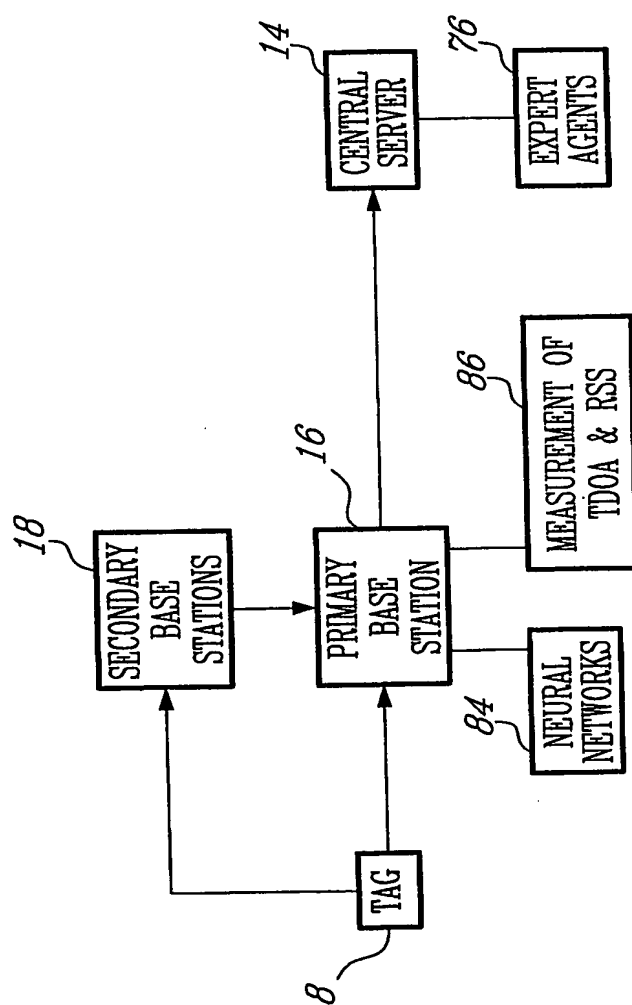 18
SECONDARY
BASE
STATIONS
16
PRIMARY
BASE
STATION
14
CENTRAL
SERVER
8
TAG
84
NEURAL
NETWORKS
86
MEASUREMENT OF
TDOA & RSS
76
EXPERT
AGENTS